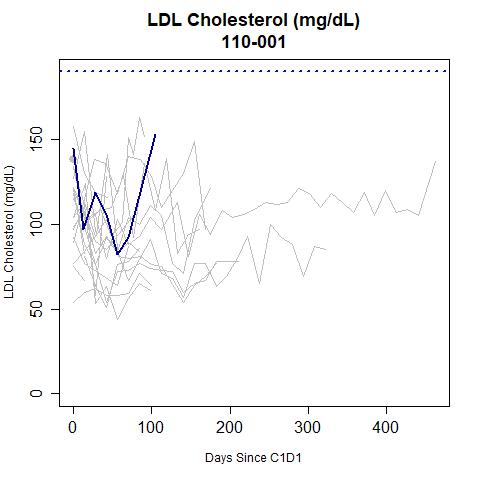 LDL Cholesterol (mg/dL)
110-001
LDL Cholesterol (mg/dL)
150
100
50
0
0 100 200 300 400
Days Since C1D1